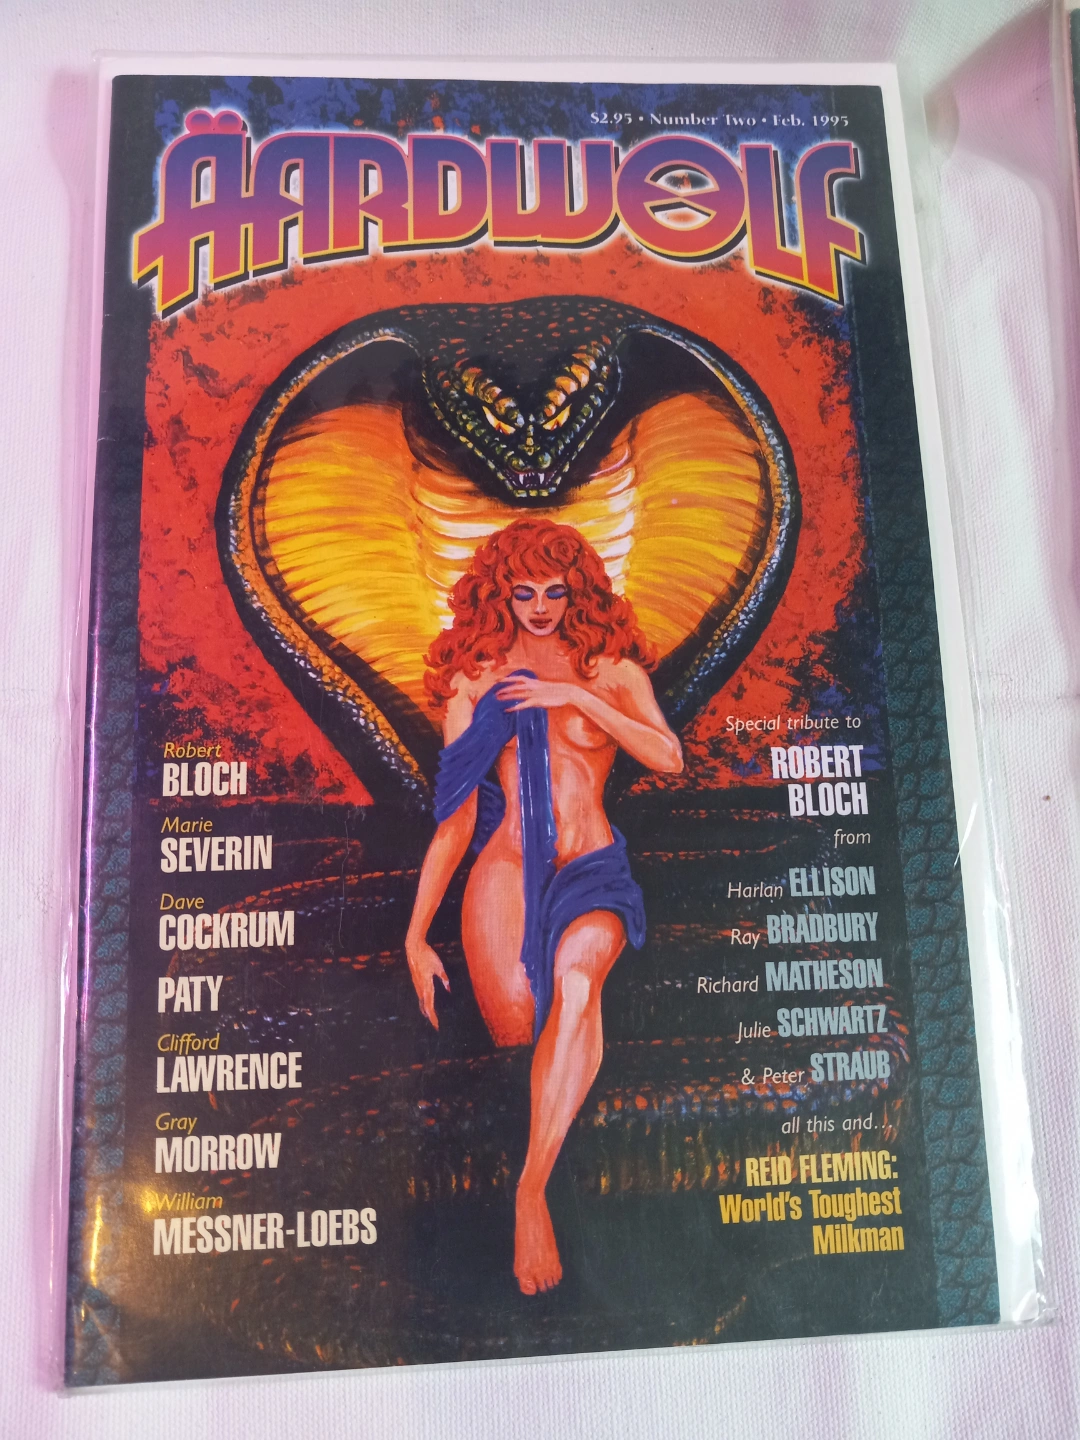 $2.95 • Number Two • Feb. 1995
ÄARDWOLF
Robert
BLOCH
Marie
SEVERIN
Dave
COCKRUM
PATY
Clifford
LAWRENCE
Gray
MORROW
William
MESSNER-LOEBS
Special tribute to
ROBERT
BLOCH
from
Harlan ELLISON
Ray BRADBURY
Richard MATHESON
Julie SCHWARTZ
& Peter STRAUB
all this and...
REID FLEMING:
World's Toughest
Milkman